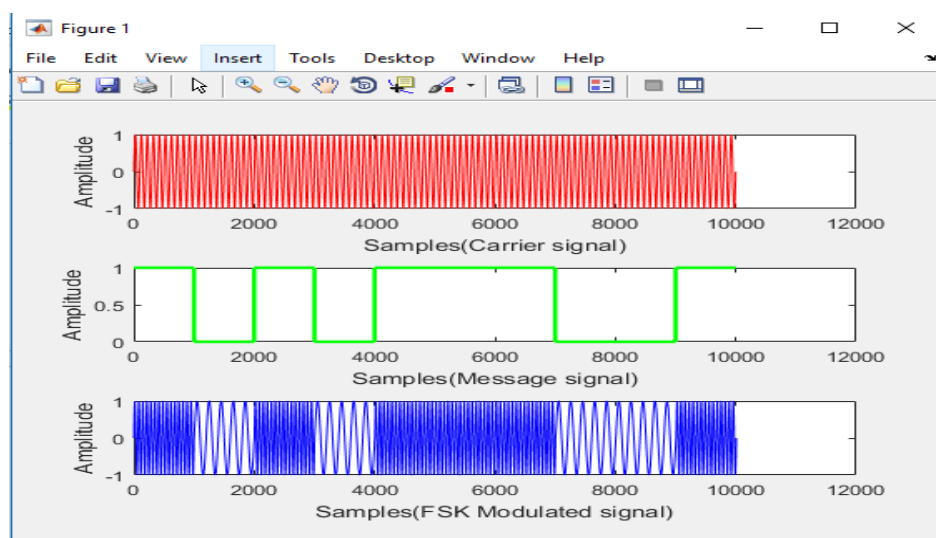 Figure 1
File Edit View Insert Tools Desktop Window Help
Amplitude
1
0
-1
0 2000 4000 6000 8000 10000 12000
Samples(Carrier signal)
Amplitude
1
0.5
0
0 2000 4000 6000 8000 10000 12000
Samples(Message signal)
Amplitude
1
0
-1
0 2000 4000 6000 8000 10000 12000
Samples(FSK Modulated signal)